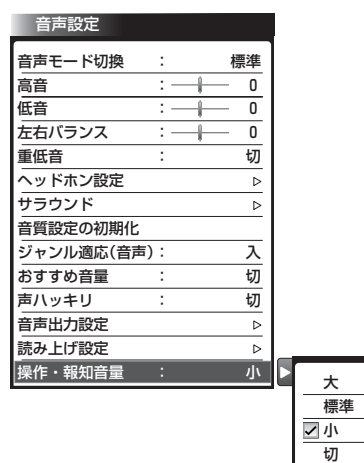 音声設定
音声モード切換 : 標準
高音 : 0
低音 : 0
左右バランス : 0
重低音 : 切
ヘッドホン設定
サラウンド
音質設定の初期化
ジャンル適応(音声) : 入
おすすめ音量 : 切
声ハッキリ : 切
音声出力設定
読み上げ設定
操作・報知音量 : 小
大
標準
小
切